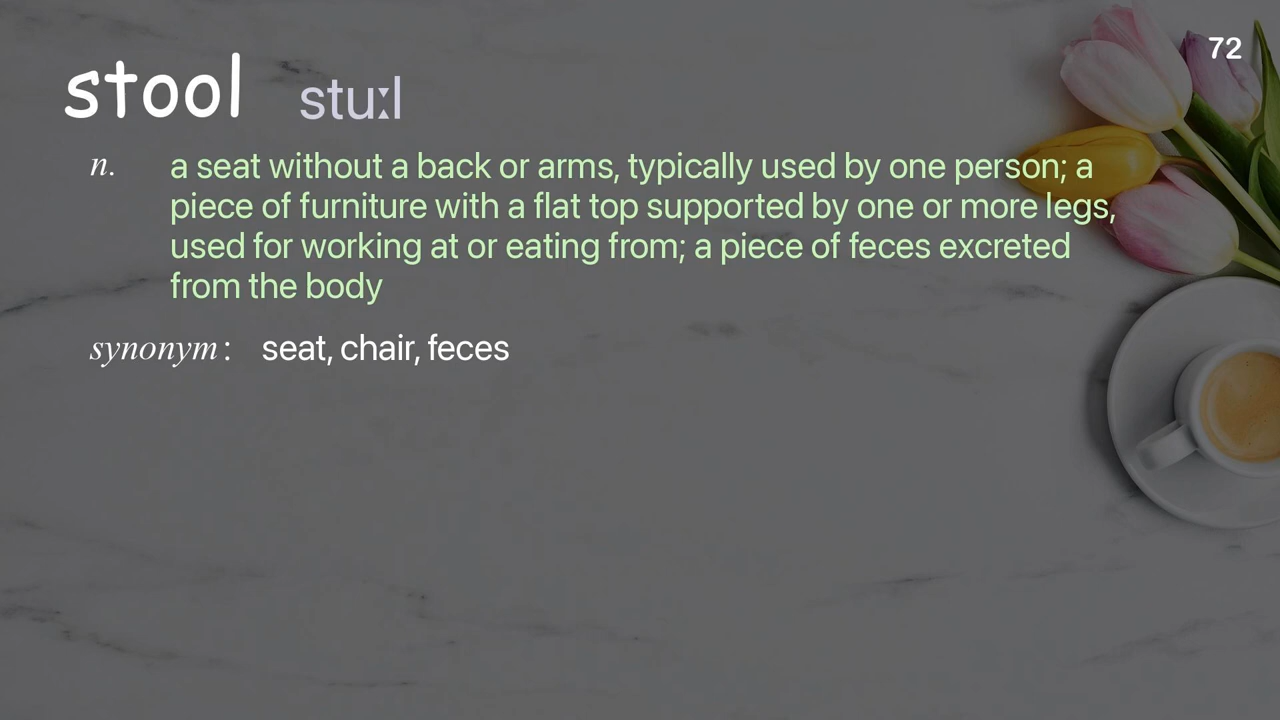 72
stool stuːl
n. a seat without a back or arms, typically used by one person; a
piece of furniture with a flat top supported by one or more legs,
used for working at or eating from; a piece of feces excreted
from the body
synonym: seat, chair, feces